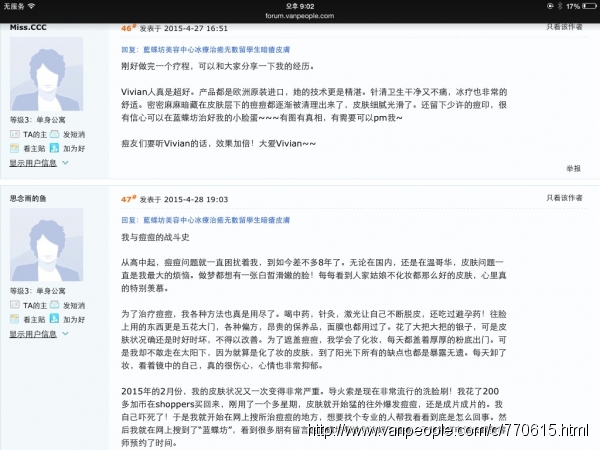 无服务
午9:02
17%
forum.vanpeople.com
Miss.CCC
46# 发表于 2015-4-27 16:51
只看该作者
回复: 藍蝶坊美容中心冰療治癒无數留學生暗瘡皮膚
刚好做完一个疗程，可以和大家分享一下我的经历。
Vivian人真是超好。产品都是欧洲原装进口，她的技术更是精湛。针清卫生干净又不痛，冰疗也非常的
舒适。密密麻麻暗藏在皮肤层下的痘痘都逐渐被清理出来了，皮肤细腻光滑了。还留下少许的痘印，很
有信心可以在蓝蝶坊治好我的小脸蛋~~~有图有真相，有需要可以pm我~
痘友们要听Vivian的话，效果加倍！大爱Vivian~~
等级3：单身公寓
TA的主
发短消
看主贴
加为好
显示用户信息
举报
思念画的鱼
47# 发表于 2015-4-28 19:03
只看该作者
回复: 藍蝶坊美容中心冰療治癒无數留學生暗瘡皮膚
我与痘痘的战斗史
从高中起，痘痘问题就一直困扰着我，到如今差不多8年了。无论在国内，还是在温哥华，皮肤问题一
直是我最大的烦恼。做梦都想有一张白皙滑嫩的脸！每每看到人家姑娘不化妆都那么好的皮肤，心里真
的特别羡慕。
等级3：单身公寓
TA的主
发短消
看主贴
加为好
显示用户信息
为了治疗痘痘，我各种方法也真是用尽了。喝中药，针灸，激光让自己不断脱皮，还吃过避孕药！往脸
上用的东西更是五花大门，各种偏方，昂贵的保养品，面膜也都用过了。花了大把大把的银子，可是皮
肤状况确还是时好时坏，不得以改善。为了遮盖痘痘，我学会了化妆，每天都盖着厚厚的粉底出门。可
是我却不敢走在太阳下，因为就算是化了妆的皮肤，到了阳光下所有的缺点也都是暴露无遗。每天卸了
妆，看着镜中的自己，真的很伤心，心情也非常抑郁。
2015年的2月份，我的皮肤状况又一次变得非常严重。导火索是现在非常流行的洗脸刷！我花了200
多加币在shoppers买回来，刚用了一个多星期，皮肤就开始猛的往外爆发痘痘，还是成片成片的。我
自己吓死了！于是我就开始在网上搜所治痘痘的地方，想要找个专业的人帮我看看到底是怎么回事。然
后我就在网上搜到了“蓝蝶坊”，看到很多朋友留言
师预约了时间。
http://www.vanpeople.com/c/770615.html